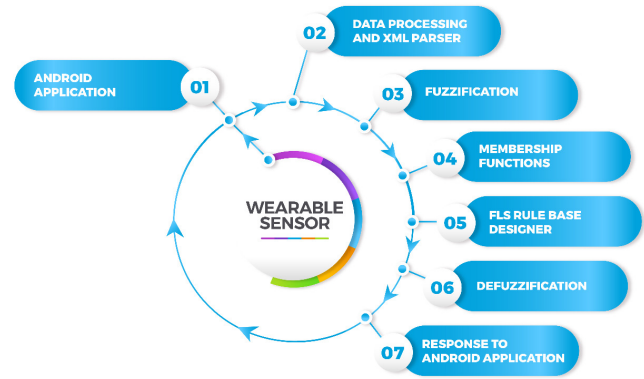 01
ANDROID
APPLICATION
02
DATA PROCESSING
AND XML PARSER
03
FUZZIFICATION
04
MEMBERSHIP
FUNCTIONS
05
FLS RULE BASE
DESIGNER
06
DEFUZZIFICATION
07
RESPONSE TO
ANDROID APPLICATION
WEARABLE
SENSOR